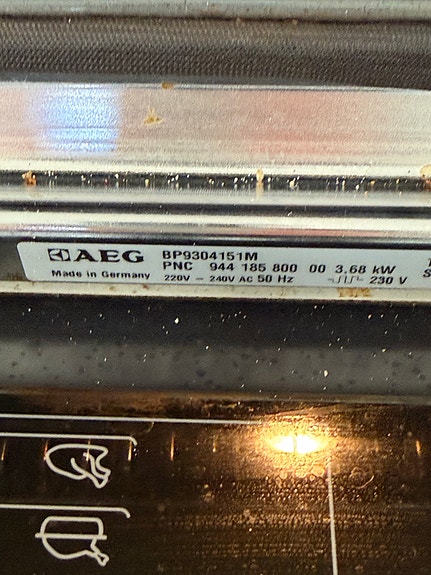 AEG BP9304151M
PNC 944 185 800 00 3.68 kW
Made in Germany 220V – 240V AC 50 Hz 230 V